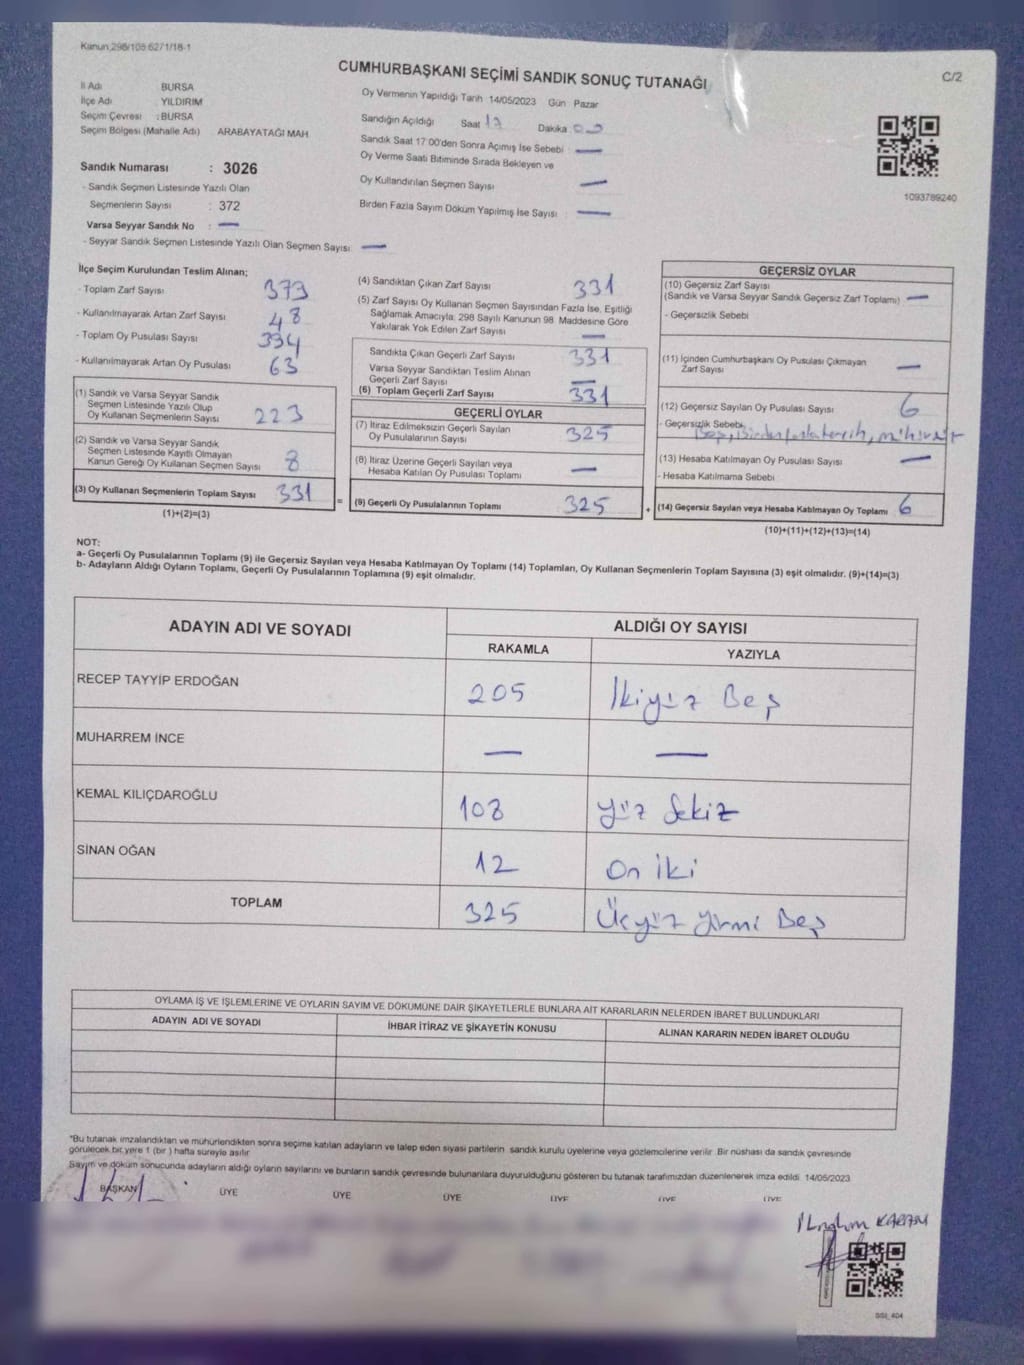 Kanun,298/105 62/1/18-1
C/2
CUMHURBAŞKANI SEÇİMİ SANDIK SONUÇ TUTANAĞI
İl Adı BURSA
İlçe Adı YILDIRIM
Seçim Çevresi : BURSA
Seçim Bölgesi (Mahalle Adı) ARABAYATAĞI MAH
Sandık Numarası : 3026
- Sandık Seçmen Listesinde Yazılı Olan
Seçmenlerin Sayısı : 372
Varsa Seyyar Sandık No : —
- Seyyar Sandık Seçmen Listesinde Yazılı Olan Seçmen Sayısı: —
Oy Vermenin Yapıldığı Tarih 14/05/2023 Gün Pazar
Sandığın Açıldığı Saat 17 Dakika
Sandık Saat 17:00'den Sonra Açımış İse Sebebi : —
Oy Verme Saati Bitiminde Sırada Bekleyen ve
Oy Kullandırılan Seçmen Sayısı —
Birden Fazla Sayım Döküm Yapılmış İse Sayısı : —
1093789240
İlçe Seçim Kurulundan Teslim Alınan;
- Toplam Zarf Sayısı 373
- Kullanılmayarak Artan Zarf Sayısı 48
- Toplam Oy Pusulası Sayısı 394
- Kullanılmayarak Artan Oy Pusulası 63
(1) Sandık ve Varsa Seyyar Sandık
Seçmen Listesinde Yazılı Olup
Oy Kullanan Seçmenlerin Sayısı 223
(2) Sandık ve Varsa Seyyar Sandık
Seçmen Listesinde Kayıtlı Olmayan
Kanun Gereği Oy Kullanan Seçmen Sayısı 8
(3) Oy Kullanan Seçmenlerin Toplam Sayısı 331
(1)+(2)=(3)
=
(4) Sandıktan Çıkan Zarf Sayısı 331
(5) Zarf Sayısı Oy Kullanan Seçmen Sayısından Fazla İse, Eşitliği
Sağlamak Amacıyla; 298 Sayılı Kanunun 98. Maddesine Göre
Yakılarak Yok Edilen Zarf Sayısı —
Sandıkta Çıkan Geçerli Zarf Sayısı 331
Varsa Seyyar Sandıktan Teslim Alınan
Geçerli Zarf Sayısı —
(6) Toplam Geçerli Zarf Sayısı 331
GEÇERLİ OYLAR
(7) İtiraz Edilmeksizin Geçerli Sayılan
Oy Pusulalarının Sayısı 325
(8) İtiraz Üzerine Geçerli Sayılan veya
Hesaba Katılan Oy Pusulası Toplamı —
(9) Geçerli Oy Pusulalarının Toplamı 325
+
GEÇERSİZ OYLAR
(10) Geçersiz Zarf Sayısı
(Sandık ve Varsa Seyyar Sandık Geçersiz Zarf Toplamı) —
- Geçersizlik Sebebi
(11) İçinden Cumhurbaşkanı Oy Pusulası Çıkmayan
Zarf Sayısı —
(12) Geçersiz Sayılan Oy Pusulası Sayısı 6
- Geçersizlik Sebebi Boş, Birden fazla tercih,
(13) Hesaba Katılmayan Oy Pusulası Sayısı —
- Hesaba Katılmama Sebebi
(14) Geçersiz Sayılan veya Hesaba Katılmayan Oy Toplamı 6
(10)+(11)+(12)+(13)=(14)
NOT:
a- Geçerli Oy Pusulalarının Toplamı (9) ile Geçersiz Sayılan veya Hesaba Katılmayan Oy Toplamı (14) Toplamları, Oy Kullanan Seçmenlerin Toplam Sayısına (3) eşit olmalıdır. (9)+(14)=(3)
b- Adayların Aldığı Oyların Toplamı, Geçerli Oy Pusulalarının Toplamına (9) eşit olmalıdır.
ADAYIN ADI VE SOYADI ALDIĞI OY SAYISI
RAKAMLA YAZIYLA
RECEP TAYYİP ERDOĞAN 205 İkiyüz Beş
MUHARREM İNCE — —
KEMAL KILIÇDAROĞLU 108 yüz Sekiz
SİNAN OĞAN 12 On İki
TOPLAM 325 Üçyüz yirmi Beş
OYLAMA İŞ VE İŞLEMLERİNE VE OYLARIN SAYIM VE DÖKÜMÜNE DAİR ŞİKAYETLERLE BUNLARA AİT KARARLARIN NELERDEN İBARET BULUNDUKLARI
ADAYIN ADI VE SOYADI İHBAR İTİRAZ VE ŞİKAYETİN KONUSU ALINAN KARARIN NEDEN İBARET OLDUĞU
*Bu tutanak imzalandıktan ve mühürlendikten sonra seçime katılan adayların ve talep eden siyasi partilerin sandık kurulu üyelerine veya gözlemcilerine verilir. Bir nüshası da sandık çevresinde
görülecek bir yere 1 (bir) hafta süreyle asılır.
Sayım ve döküm sonucunda adayların aldığı oyların sayılarını ve bunların sandık çevresinde bulunanlara duyurulduğunu gösteren bu tutanak tarafımızdan düzenlenerek imza edildi. 14/05/2023
BAŞKAN ÜYE ÜYE ÜYE ÜYE ÜYE ÜYE